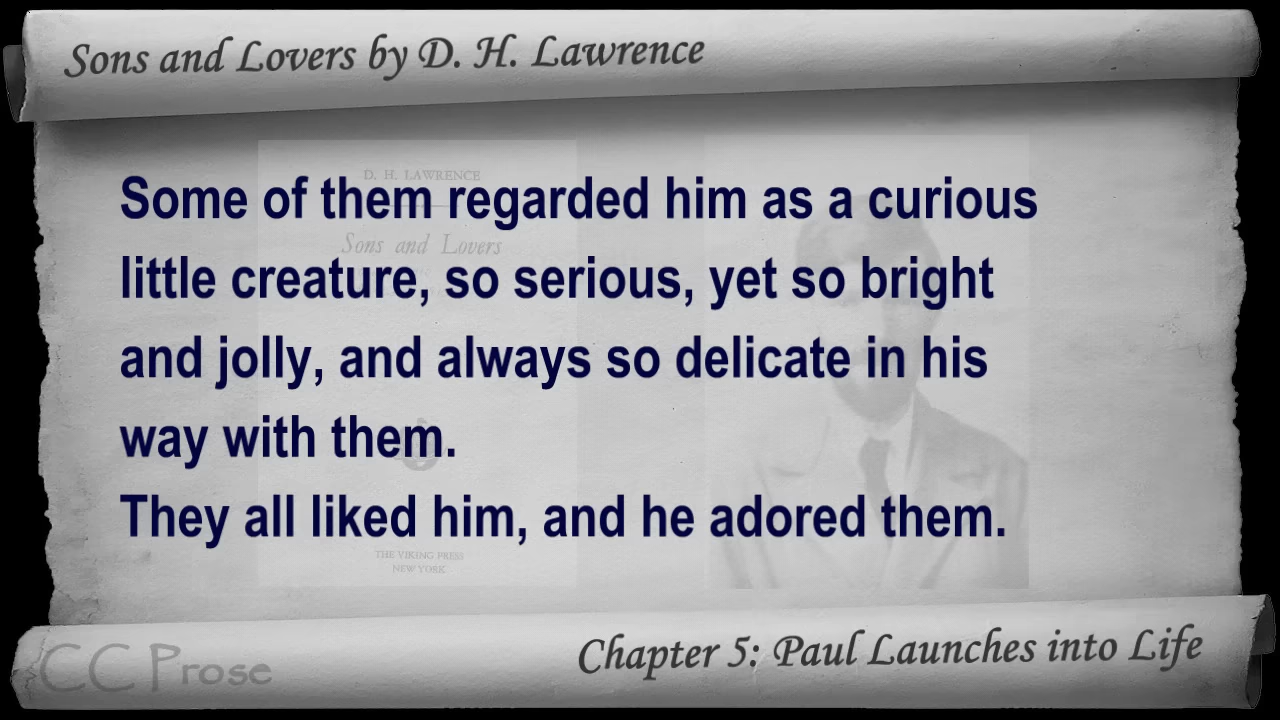 Sons and Lovers by D. H. Lawrence
D. H. LAWRENCE
Some of them regarded him as a curious
Sons and Lovers
little creature, so serious, yet so bright
and jolly, and always so delicate in his
way with them.
They all liked him, and he adored them.
THE VIKING PRESS
NEW YORK
Chapter 5: Paul Launches into Life
CC Prose